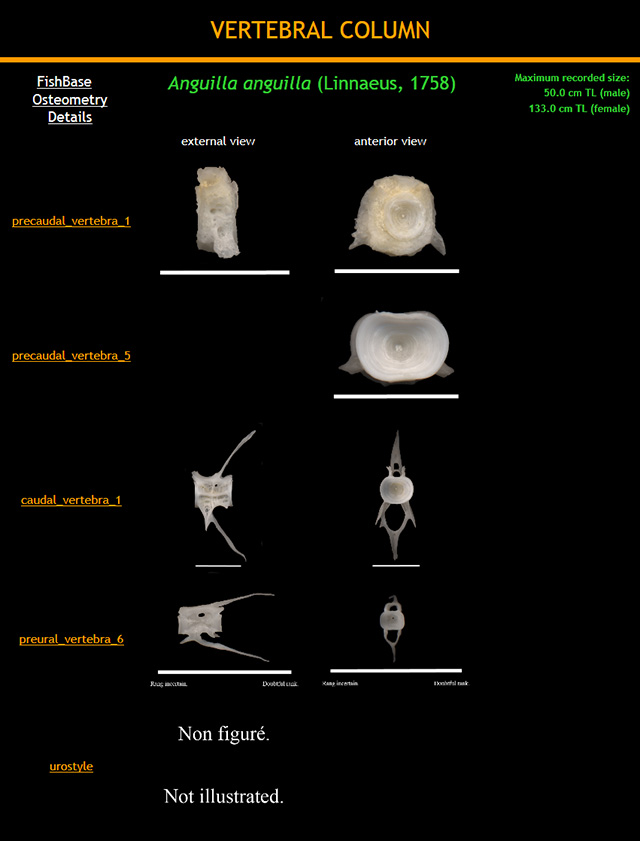 VERTEBRAL COLUMN
FishBase
Osteometry
Details
Anguilla anguilla (Linnaeus, 1758)
Maximum recorded size:
50.0 cm TL (male)
133.0 cm TL (female)
external view
anterior view
precaudal_vertebra_1
precaudal_vertebra_5
caudal_vertebra_1
preural_vertebra_6
Rang incertain. Doubtful rank.
Rang incertain Doubtful rank.
Non figuré.
urostyle
Not illustrated.